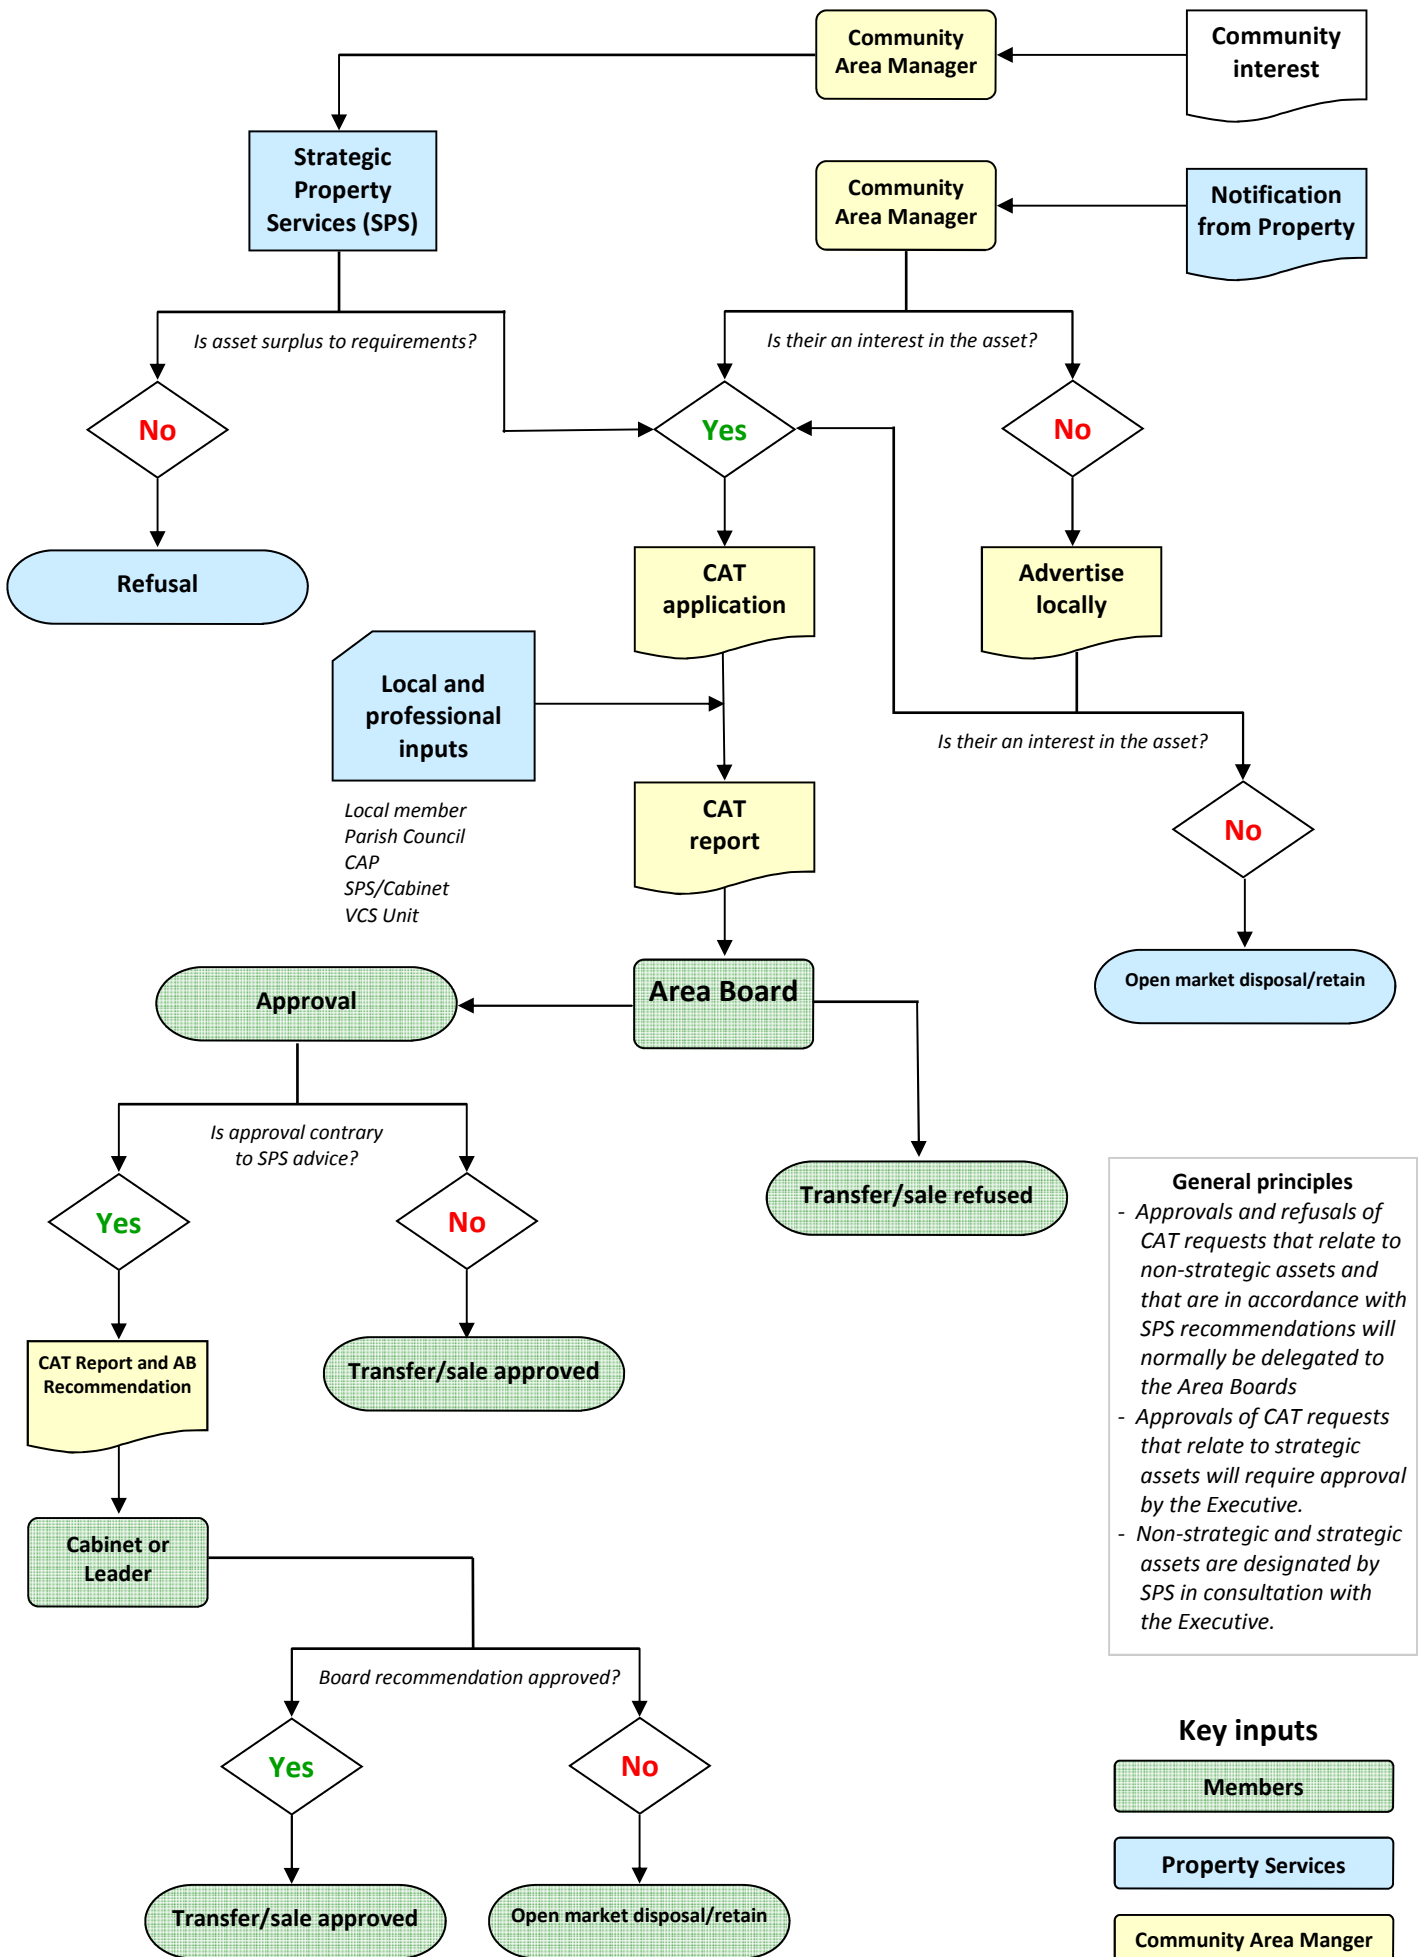 Community
Area Manager
Community
interest
Strategic
Property
Services (SPS)
Community
Area Manager
Notification
from Property
Is asset surplus to requirements?
Is their an interest in the asset?
No
Yes
No
Refusal
CAT
application
Advertise
locally
Local and
professional
inputs
Is their an interest in the asset?
Local member
Parish Council
CAP
SPS/Cabinet
VCS Unit
CAT
report
No
Approval
Area Board
Open market disposal/retain
Is approval contrary
to SPS advice?
Yes
No
Transfer/sale refused
General principles
- Approvals and refusals of
CAT requests that relate to
non-strategic assets and
that are in accordance with
SPS recommendations will
normally be delegated to
the Area Boards
- Approvals of CAT requests
that relate to strategic
assets will require approval
by the Executive.
- Non-strategic and strategic
assets are designated by
SPS in consultation with
the Executive.
CAT Report and AB
Recommendation
Transfer/sale approved
Cabinet or
Leader
Board recommendation approved?
Yes
No
Transfer/sale approved
Open market disposal/retain
Key inputs
Members
Property Services
Community Area Manger